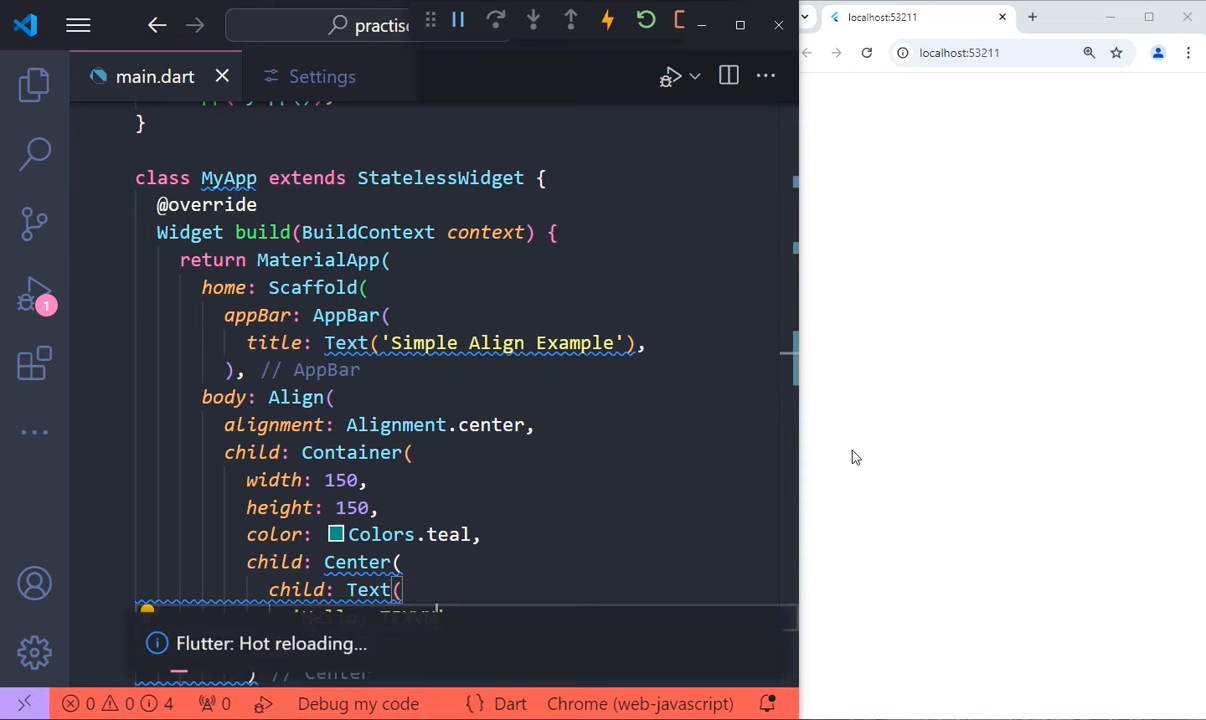 practis
localhost:53211
main.dart
Settings
localhost:53211
}
class MyApp extends StatelessWidget {
@override
Widget build(BuildContext context) {
return MaterialApp(
home: Scaffold(
appBar: AppBar(
title: Text('Simple Align Example'),
), // AppBar
body: Align(
alignment: Alignment.center,
child: Container(
width: 150,
height: 150,
color: Colors.teal,
child: Center(
child: Text(
1
Flutter: Hot reloading...
) // Center
0 0 4 0 Debug my code {} Dart Chrome (web-javascript)